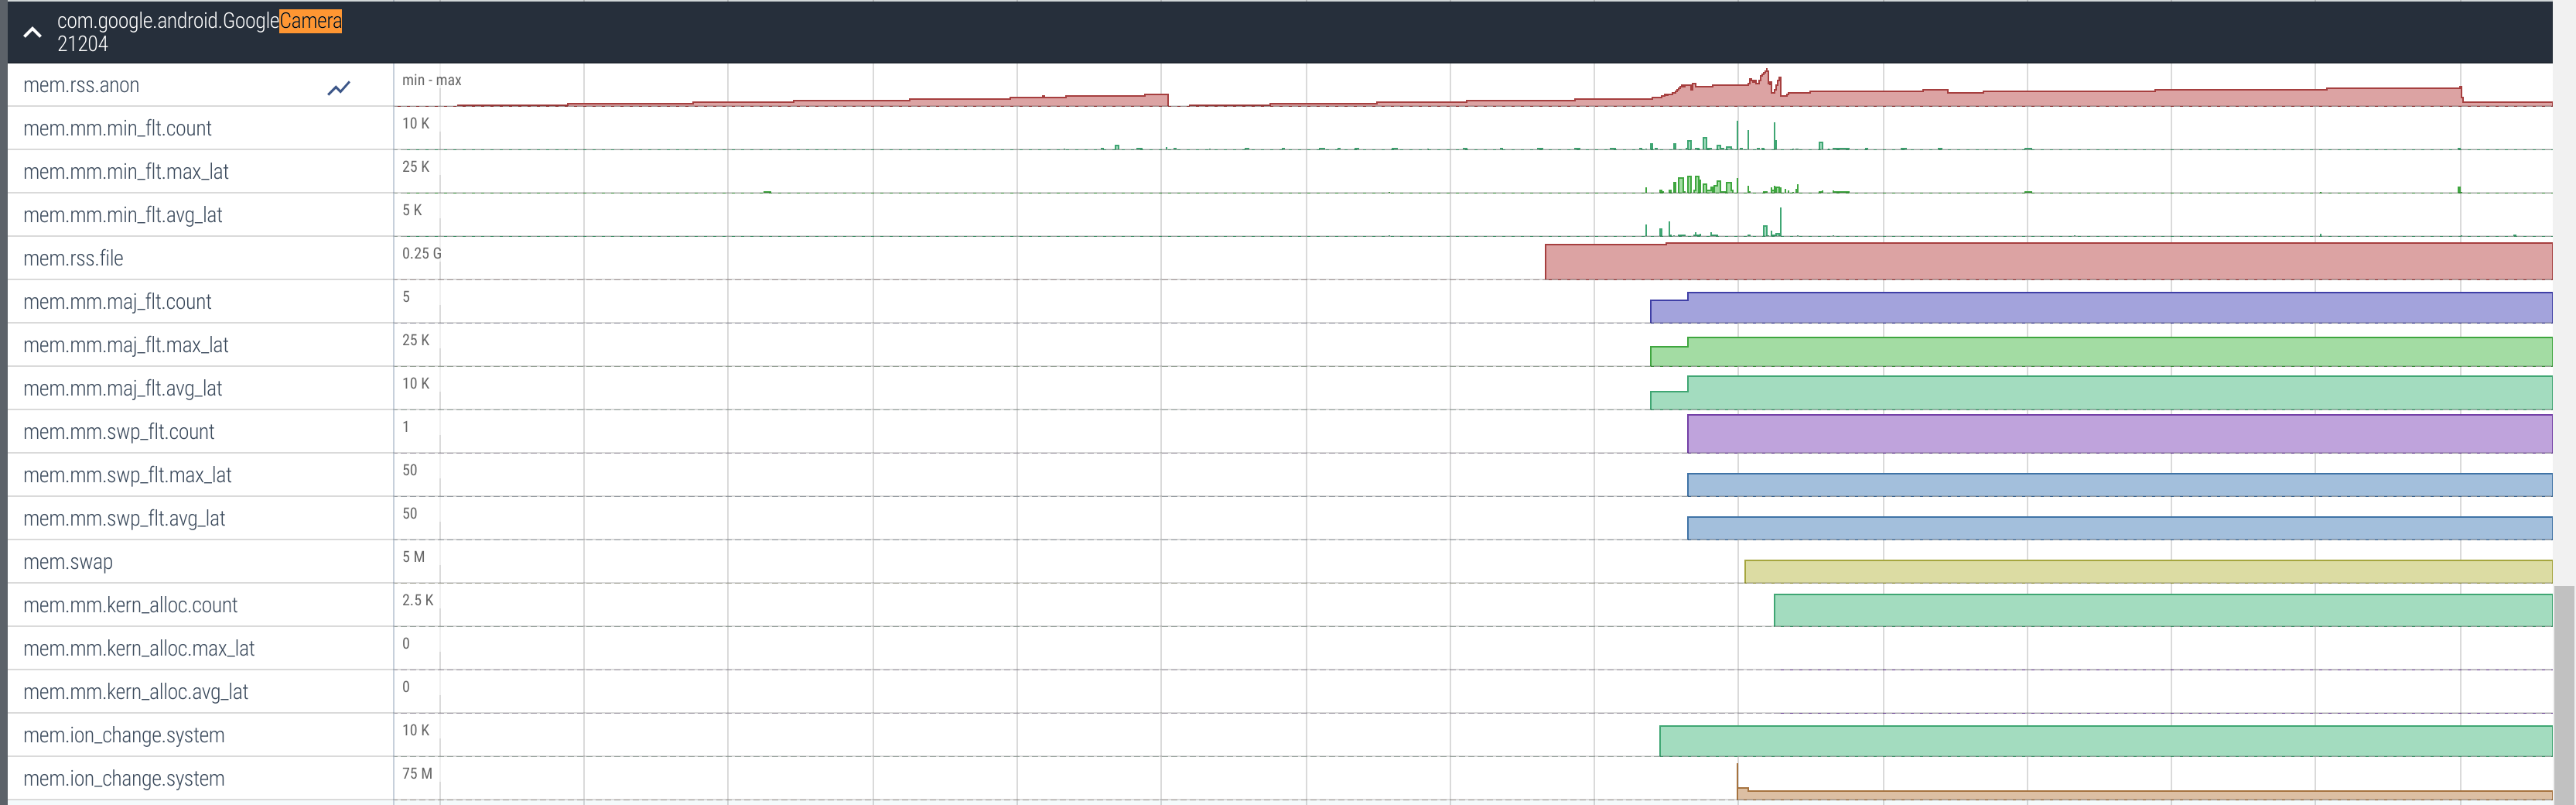 com.google.android.GoogleCamera
21204
mem.rss.anon min - max
mem.mm.min_flt.count 10 K
mem.mm.min_flt.max_lat 25 K
mem.mm.min_flt.avg_lat 5 K
mem.rss.file 0.25 G
mem.mm.maj_flt.count 5
mem.mm.maj_flt.max_lat 25 K
mem.mm.maj_flt.avg_lat 10 K
mem.mm.swp_flt.count 1
mem.mm.swp_flt.max_lat 50
mem.mm.swp_flt.avg_lat 50
mem.swap 5 M
mem.mm.kern_alloc.count 2.5 K
mem.mm.kern_alloc.max_lat 0
mem.mm.kern_alloc.avg_lat 0
mem.ion_change.system 10 K
mem.ion_change.system 75 M